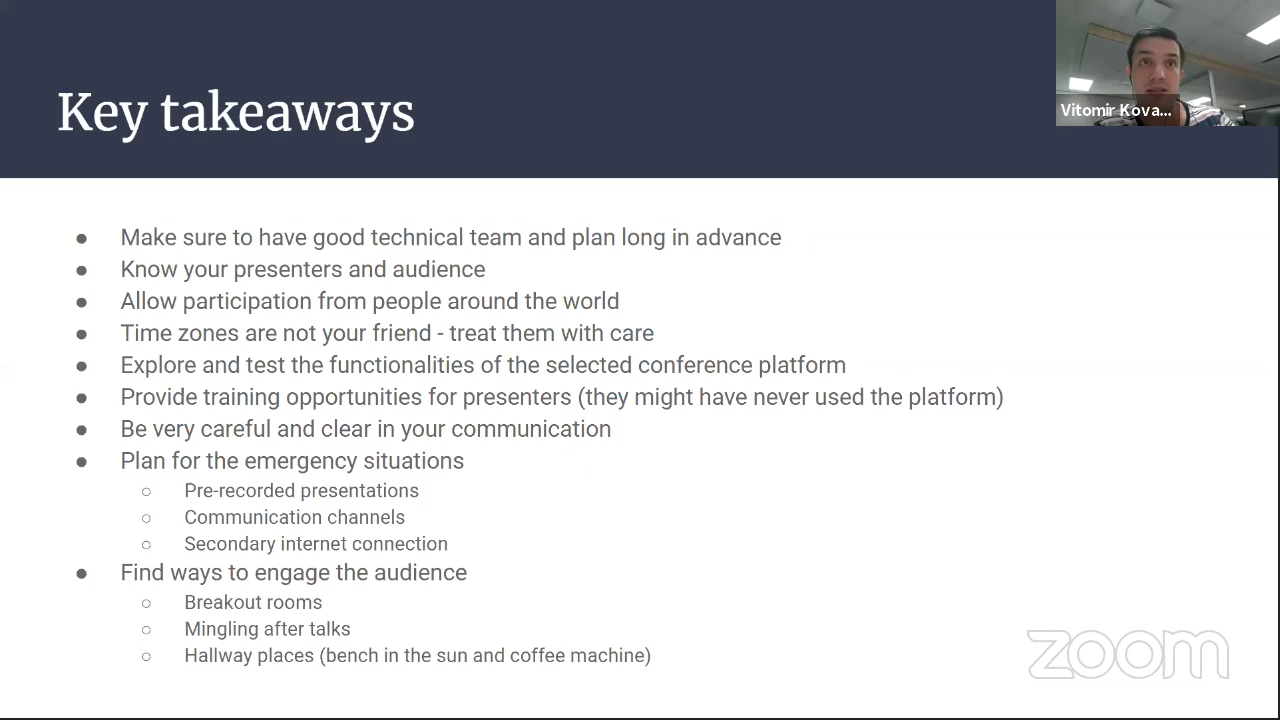 Key takeaways
Vitomir Kova...
● Make sure to have good technical team and plan long in advance
● Know your presenters and audience
● Allow participation from people around the world
● Time zones are not your friend - treat them with care
● Explore and test the functionalities of the selected conference platform
● Provide training opportunities for presenters (they might have never used the platform)
● Be very careful and clear in your communication
● Plan for the emergency situations
○ Pre-recorded presentations
○ Communication channels
○ Secondary internet connection
● Find ways to engage the audience
○ Breakout rooms
○ Mingling after talks
○ Hallway places (bench in the sun and coffee machine)
zoom